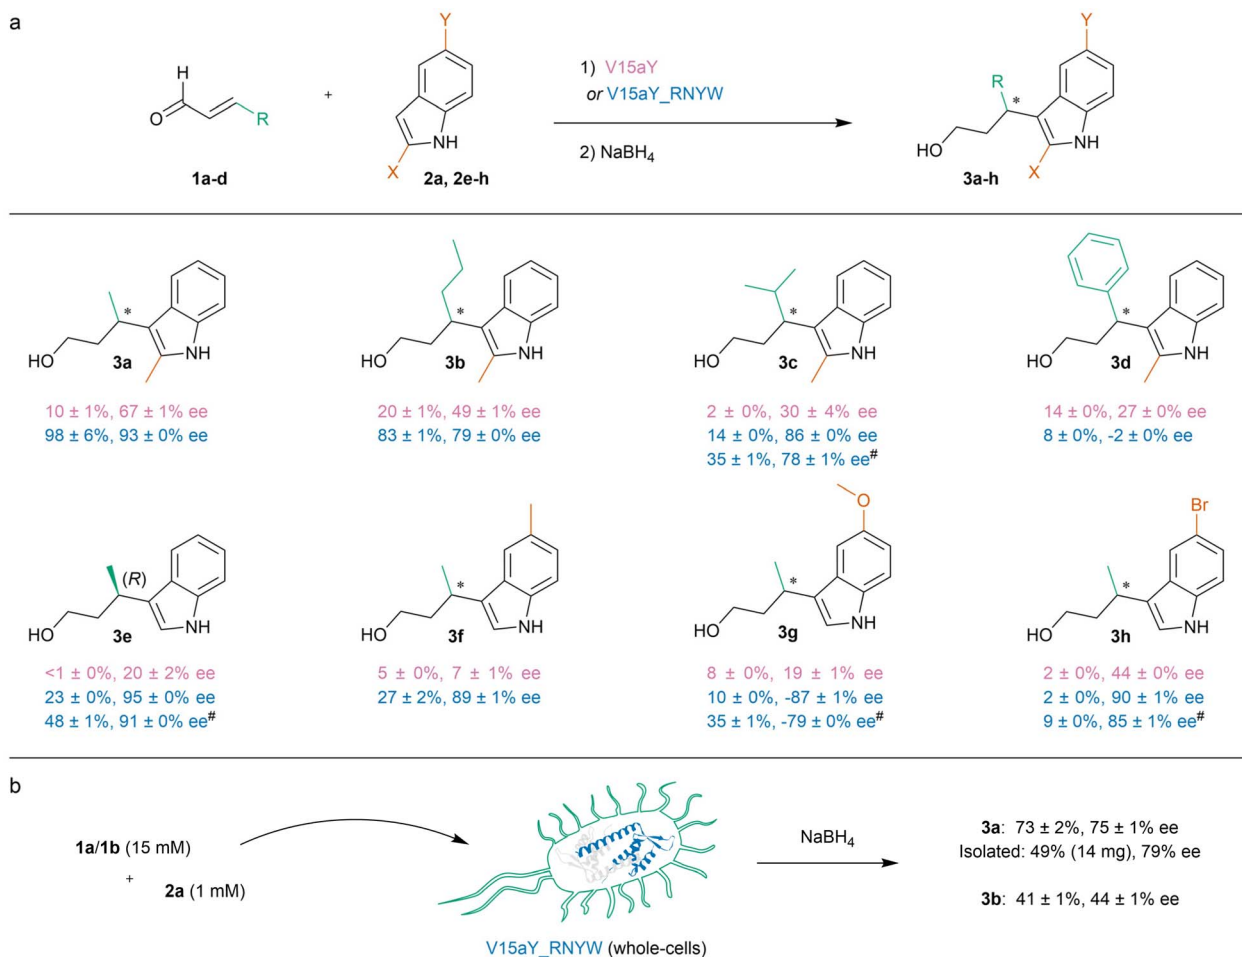 a
H
O
R
1a-d
+
Y
NH
X
2a, 2e-h
1) V15aY
or V15aY_RNYW
2) NaBH4
Y
R
*
HO
NH
X
3a-h
*
HO
NH
3a
10 ± 1%, 67 ± 1% ee
98 ± 6%, 93 ± 0% ee
*
HO
NH
3b
20 ± 1%, 49 ± 1% ee
83 ± 1%, 79 ± 0% ee
*
HO
NH
3c
2 ± 0%, 30 ± 4% ee
14 ± 0%, 86 ± 0% ee
35 ± 1%, 78 ± 1% ee#
*
HO
NH
3d
14 ± 0%, 27 ± 0% ee
8 ± 0%, -2 ± 0% ee
(R)
HO
NH
3e
<1 ± 0%, 20 ± 2% ee
23 ± 0%, 95 ± 0% ee
48 ± 1%, 91 ± 0% ee#
*
HO
NH
3f
5 ± 0%, 7 ± 1% ee
27 ± 2%, 89 ± 1% ee
O
*
HO
NH
3g
8 ± 0%, 19 ± 1% ee
10 ± 0%, -87 ± 1% ee
35 ± 1%, -79 ± 0% ee#
Br
*
HO
NH
3h
2 ± 0%, 44 ± 0% ee
2 ± 0%, 90 ± 1% ee
9 ± 0%, 85 ± 1% ee#
b
1a/1b (15 mM)
+
2a (1 mM)
V15aY_RNYW (whole-cells)
NaBH4
3a: 73 ± 2%, 75 ± 1% ee
Isolated: 49% (14 mg), 79% ee
3b: 41 ± 1%, 44 ± 1% ee